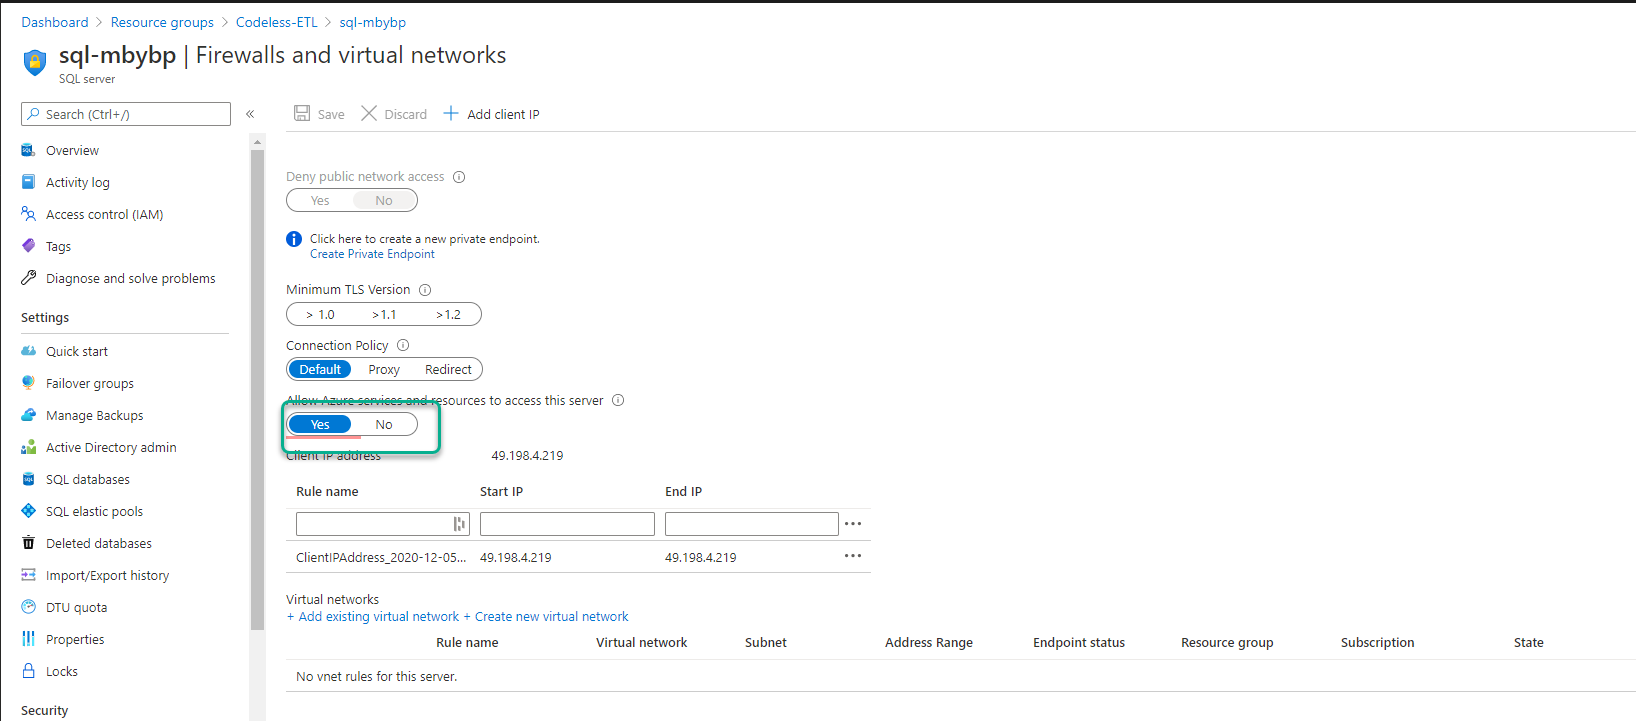 Dashboard > Resource groups > Codeless-ETL > sql-mbybp
sql-mbybp | Firewalls and virtual networks
SQL server
Search (Ctrl+/)
«
Save
Discard
Add client IP
Overview
Activity log
Access control (IAM)
Tags
Diagnose and solve problems
Settings
Quick start
Failover groups
Manage Backups
Active Directory admin
SQL databases
SQL elastic pools
Deleted databases
Import/Export history
DTU quota
Properties
Locks
Security
Deny public network access
Yes No
Click here to create a new private endpoint.
Create Private Endpoint
Minimum TLS Version
> 1.0 >1.1 >1.2
Connection Policy
Default Proxy Redirect
Allow Azure services and resources to access this server
Yes No
Client IP address 49.198.4.219
Rule name Start IP End IP
ClientIPAddress_2020-12-05... 49.198.4.219 49.198.4.219
Virtual networks
+ Add existing virtual network + Create new virtual network
Rule name Virtual network Subnet Address Range Endpoint status Resource group Subscription State
No vnet rules for this server.